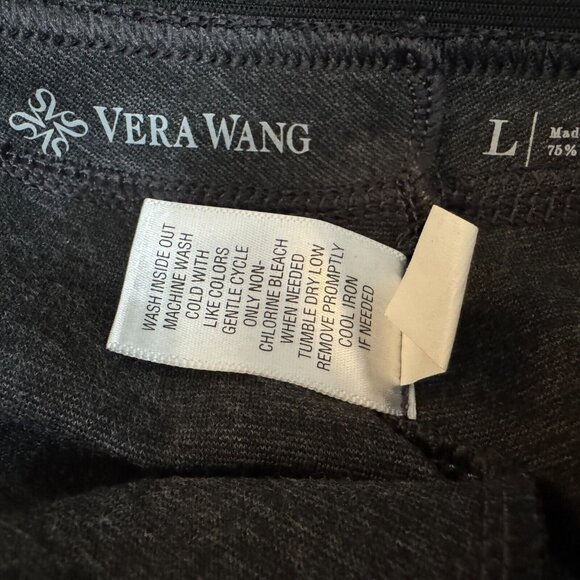 VERA WANG
L
Mad
75%
WASH INSIDE OUT
MACHINE WASH
COLD WITH
LIKE COLORS
GENTLE CYCLE
ONLY NON-
CHLORINE BLEACH
WHEN NEEDED
TUMBLE DRY LOW
REMOVE PROMPTLY
COOL IRON
IF NEEDED